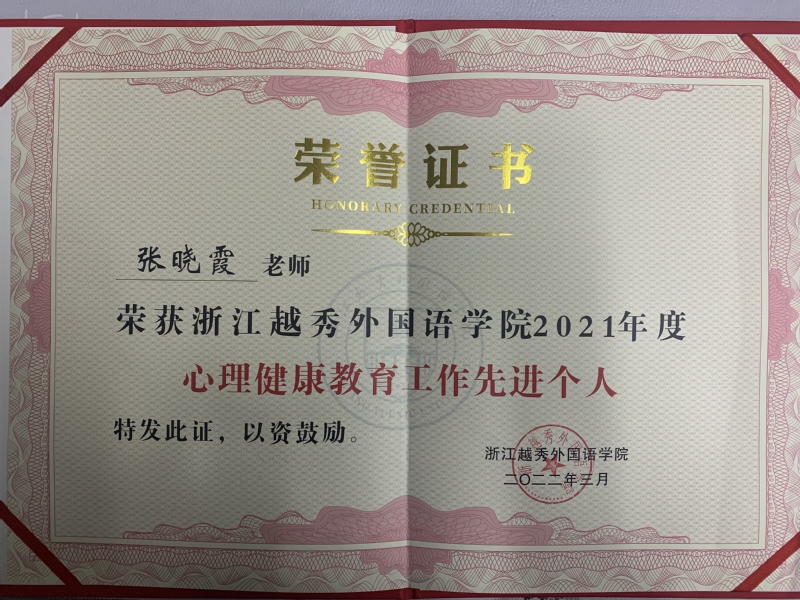 荣誉证书
HONORARY CREDENTIAL
张晓霞 老师
荣获浙江越秀外国语学院2021年度
心理健康教育工作先进个人
特发此证，以资鼓励。
浙江越秀外国语学院
二〇二二年三月